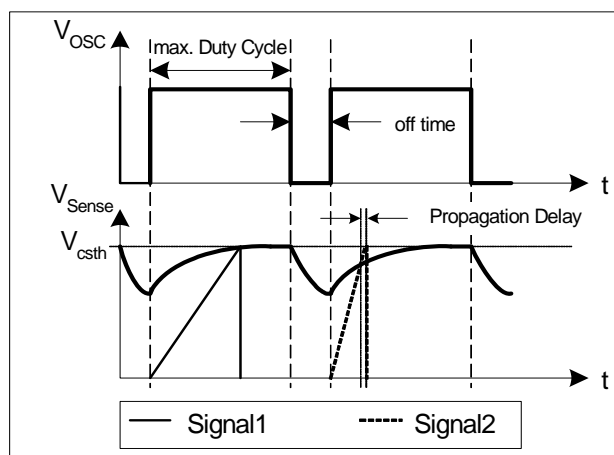 V_OSC
max. Duty Cycle
off time
t
V_Sense
Propagation Delay
V_csth
t
Signal1 Signal2